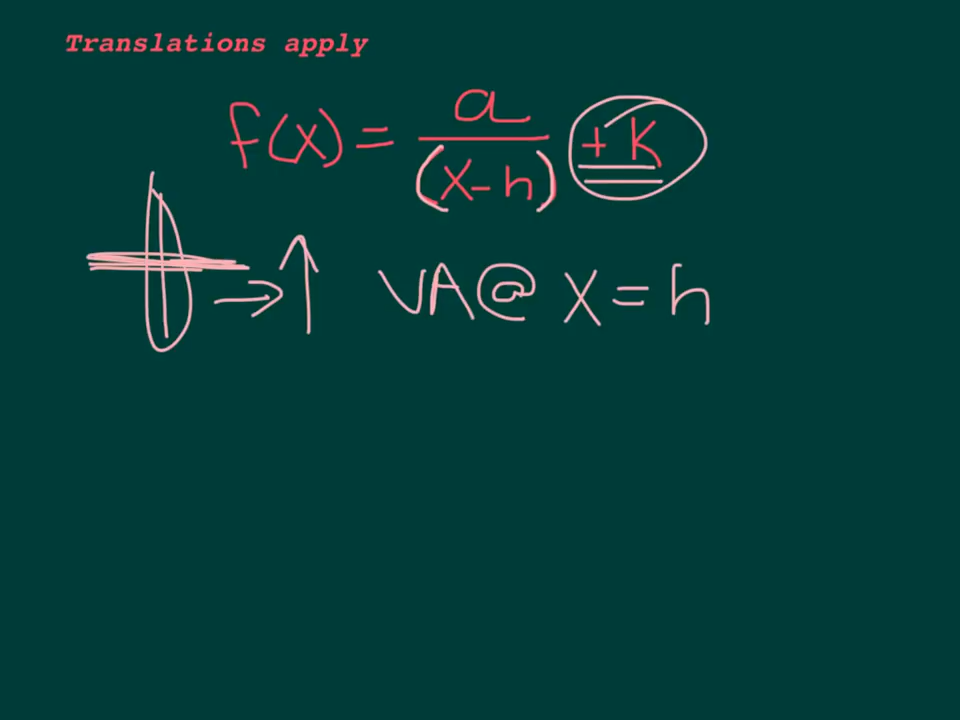 Translations apply
f(x) = a/(x-h) + K
VA @ x = h